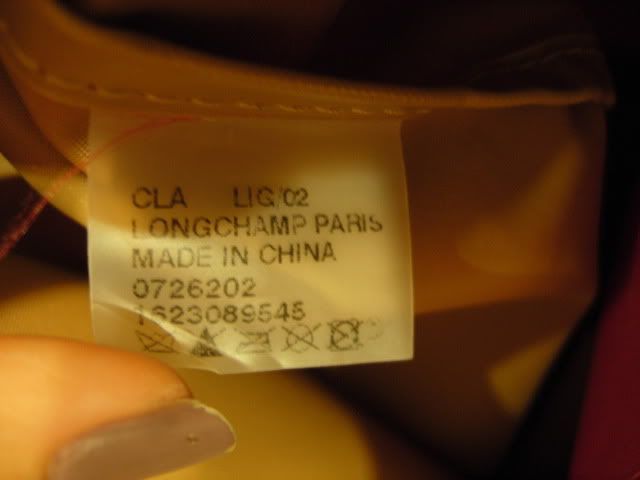 CLA LIG/02
LONGCHAMP PARIS
MADE IN CHINA
0726202
1623089545